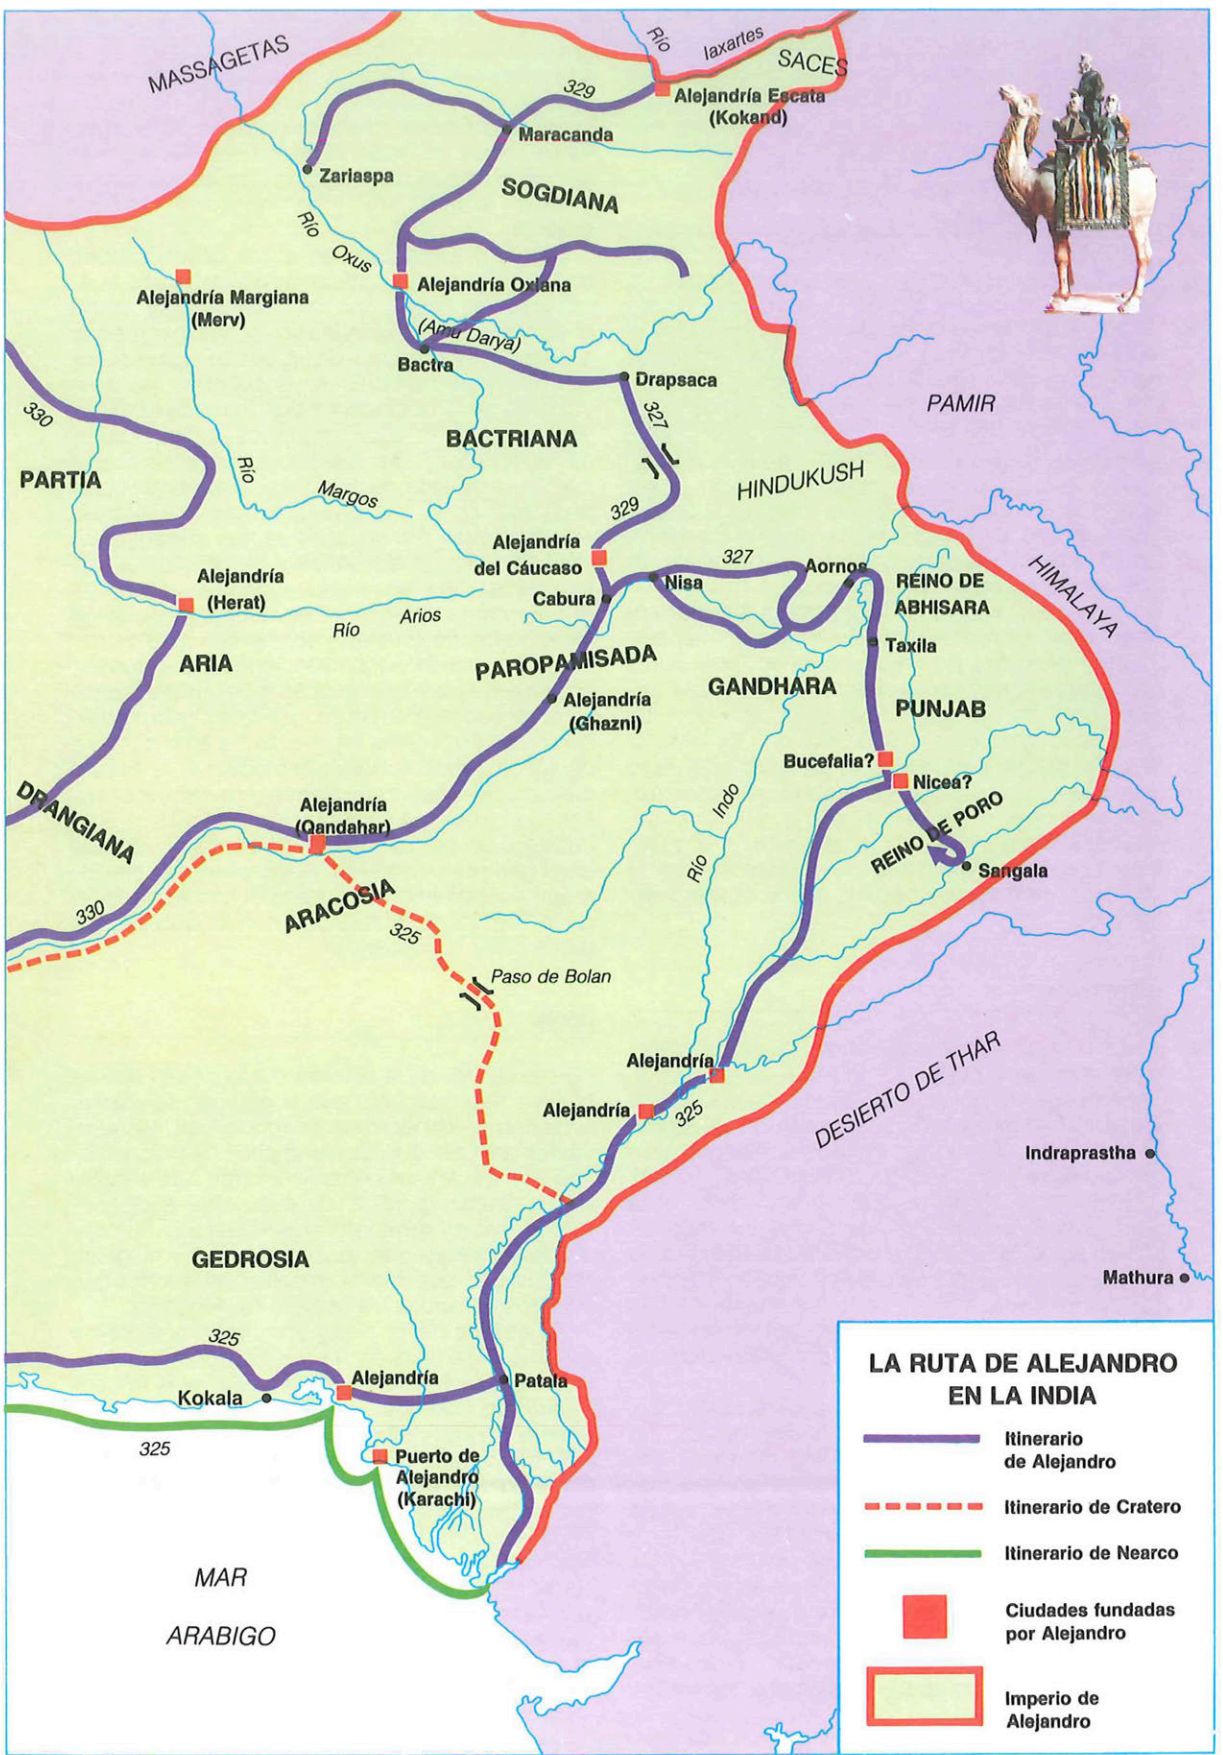 MASSAGETAS
Río
Iaxartes
SACES
329
Alejandría Escata
(Kokand)
Maracanda
Zariaspa
SOGDIANA
Río
Oxus
Alejandría Margiana
(Merv)
Alejandría Oxiana
(Amu Darya)
Bactra
Drapsaca
330
327
PAMIR
BACTRIANA
PARTIA
Río
Margos
HINDUKUSH
329
Alejandría
del Cáucaso
327
Aornos
Nisa
REINO DE
ABHISARA
HIMALAYA
Alejandría
(Herat)
Cabura
Río
Arios
Taxila
ARIA
PAROPAMISADA
GANDHARA
Alejandría
(Ghazni)
PUNJAB
Bucefalia?
Nicea?
DRANGIANA
Alejandría
(Qandahar)
Río
Indo
REINO DE PORO
Sangala
330
ARACOSIA
325
Paso de Bolan
Alejandría
Alejandría
325
DESIERTO DE THAR
Indraprastha
GEDROSIA
Mathura
325
Alejandría
Patala
Kokala
325
Puerto de
Alejandro
(Karachi)
MAR
ARABIGO
LA RUTA DE ALEJANDRO
EN LA INDIA
Itinerario
de Alejandro
Itinerario de Cratero
Itinerario de Nearco
Ciudades fundadas
por Alejandro
Imperio de
Alejandro